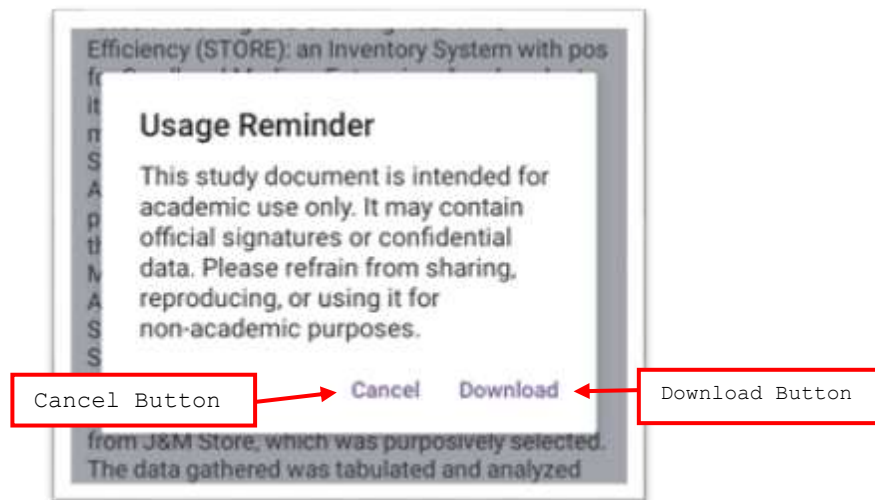 Efficiency (STORE): an Inventory System with pos
Usage Reminder
This study document is intended for
academic use only. It may contain
official signatures or confidential
data. Please refrain from sharing,
reproducing, or using it for
non-academic purposes.
Cancel Download
Cancel Button
Download Button
from J&M Store, which was purposively selected.
The data gathered was tabulated and analyzed